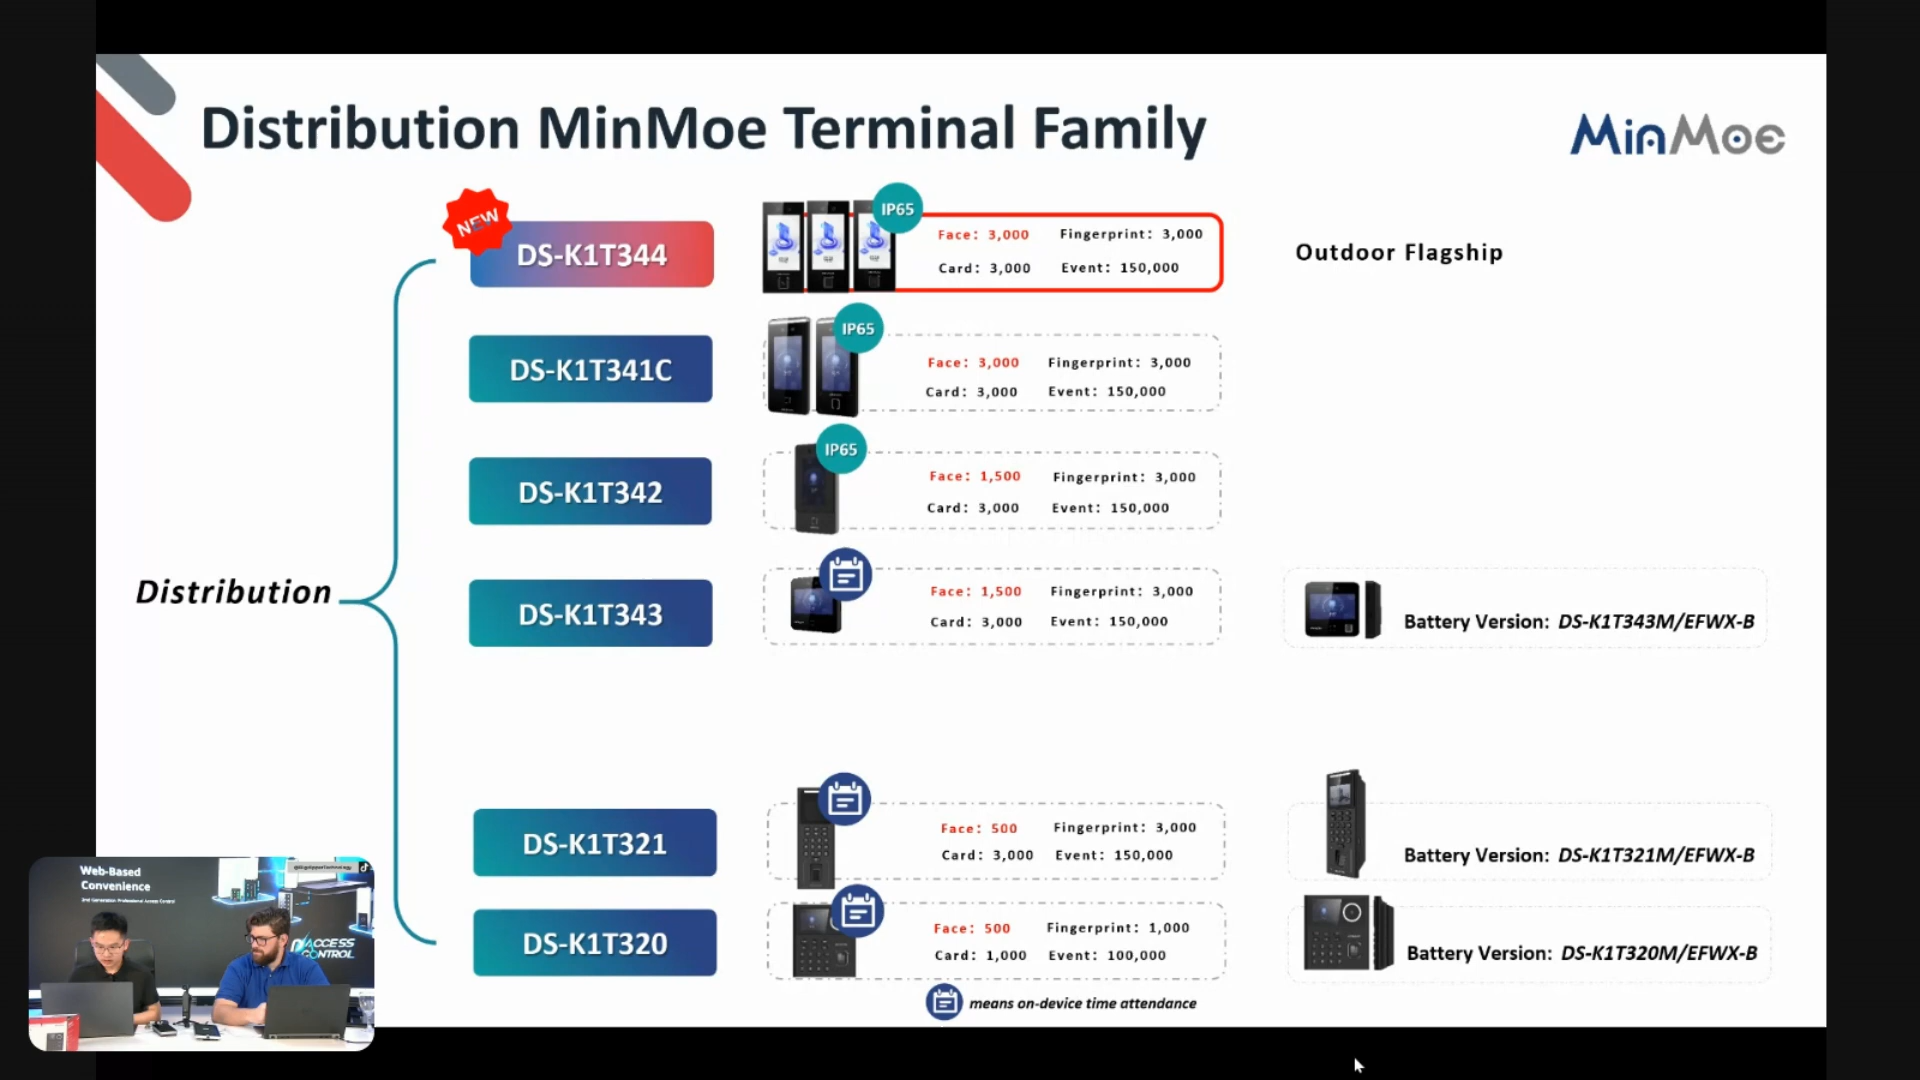 Distribution MinMoe Terminal Family
MinMoe
NEW
DS-K1T344
IP65
Face: 3,000 Fingerprint: 3,000
Card: 3,000 Event: 150,000
Outdoor Flagship
DS-K1T341C
IP65
Face: 3,000 Fingerprint: 3,000
Card: 3,000 Event: 150,000
DS-K1T342
IP65
Face: 1,500 Fingerprint: 3,000
Card: 3,000 Event: 150,000
Distribution
DS-K1T343
Face: 1,500 Fingerprint: 3,000
Card: 3,000 Event: 150,000
Battery Version: DS-K1T343M/EFWX-B
DS-K1T321
Face: 500 Fingerprint: 3,000
Card: 3,000 Event: 150,000
Battery Version: DS-K1T321M/EFWX-B
DS-K1T320
Face: 500 Fingerprint: 1,000
Card: 1,000 Event: 100,000
Battery Version: DS-K1T320M/EFWX-B
means on-device time attendance
Web-Based
Convenience
2nd Generation Professional Access Control
ACCESS
CONTROL